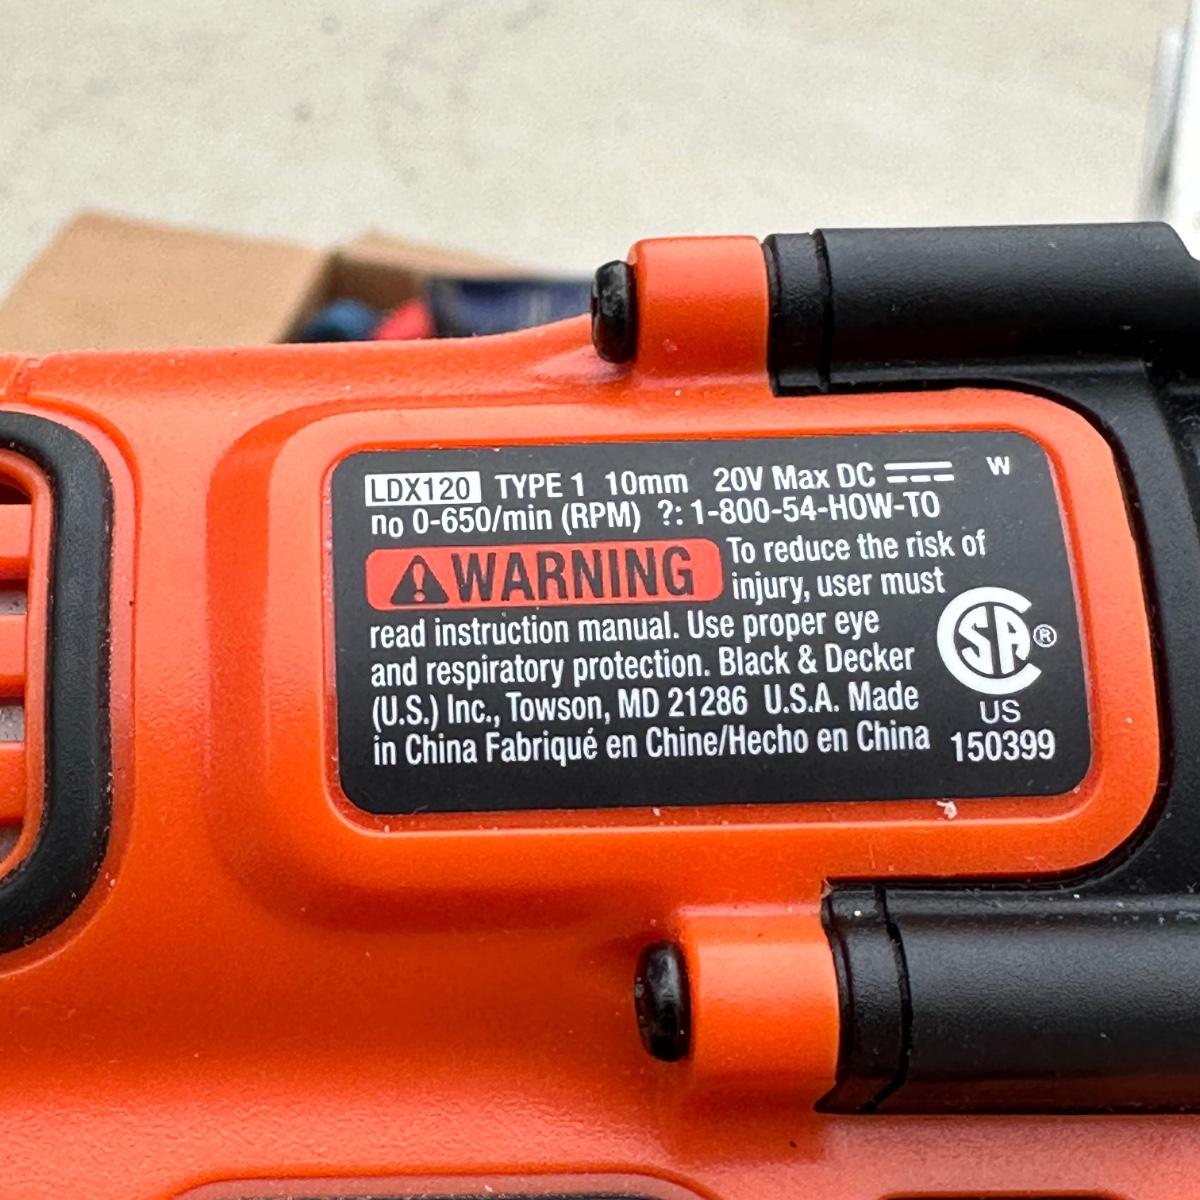 LDX120 TYPE 1 10mm 20V Max DC W
no 0-650/min (RPM) ?: 1-800-54-HOW-TO
WARNING To reduce the risk of
injury, user must
read instruction manual. Use proper eye
and respiratory protection. Black & Decker
(U.S.) Inc., Towson, MD 21286 U.S.A. Made
in China Fabriqué en Chine/Hecho en China
SA®
US
150399